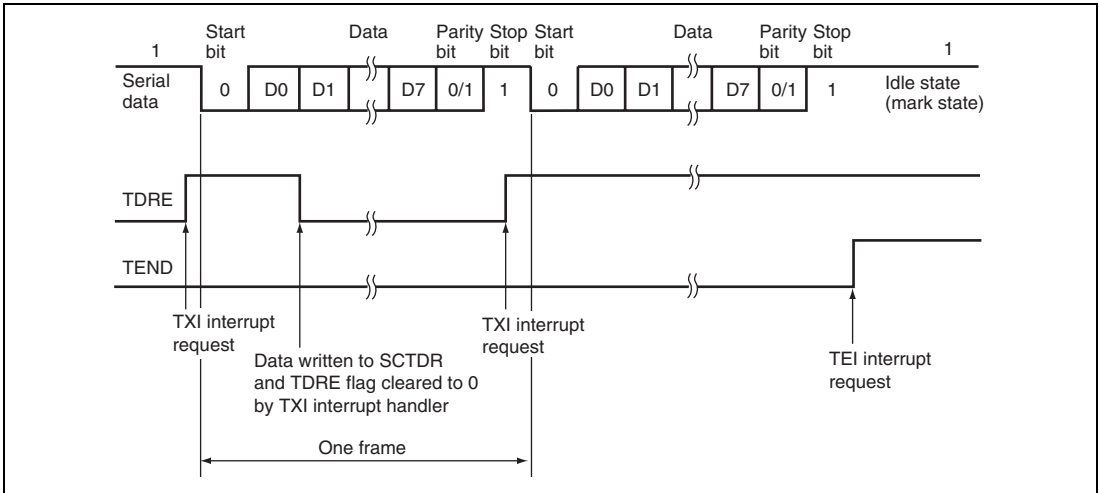 Start Data Parity Stop Start Data Parity Stop
1 bit bit bit bit bit bit 1
Serial data 0 D0 D1 D7 0/1 1 0 D0 D1 D7 0/1 1 Idle state
(mark state)
TDRE
TEND
TXI interrupt
request
Data written to SCTDR
and TDRE flag cleared to 0
by TXI interrupt handler
TXI interrupt
request
TEI interrupt
request
One frame